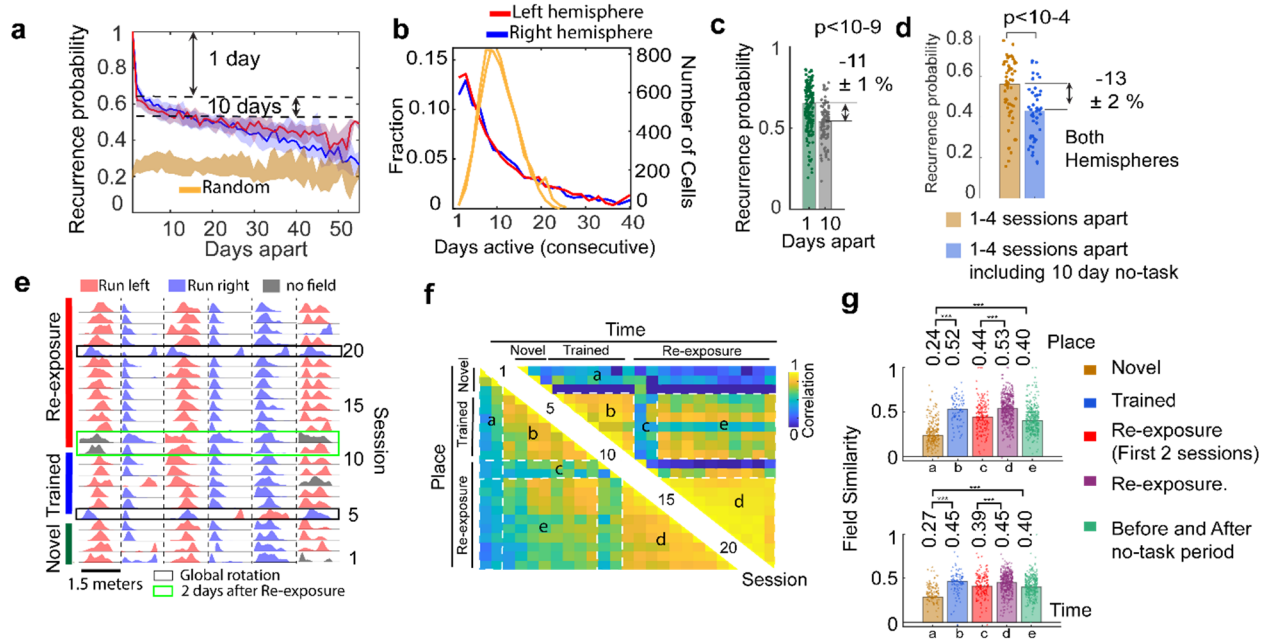 a
Recurrence probability
1
0.8
0.6
0.4
0.2
0
1 day
10 days
Random
10 20 30 40 50
Days apart
b
Left hemisphere
Right hemisphere
Fraction
0.15
0.10
0.05
0
800
600
400
200
0
Number of Cells
1 10 20 30 40
Days active (consecutive)
c
p<10-9
Recurrence probability
1
0.5
0
-11
± 1 %
1 10
Days apart
d
p<10-4
Recurrence probability
0.8
0.6
0.4
0.2
0
-13
± 2 %
Both
Hemispheres
1-4 sessions apart
1-4 sessions apart
including 10 day no-task
e
Run left Run right no field
Re-exposure
Trained
Novel
20
15
10
5
1
Session
1.5 meters
Global rotation
2 days after Re-exposure
f
Time
Novel Trained Re-exposure
Place
Novel
Trained
Re-exposure
1
5
10
15
20
a
b
c
e
d
a
b
c
e
d
Session
1
0
Correlation
g
Field Similarity
***
*** ***
0.24 0.52 0.44 0.53 0.40
Place
1
0.5
0
a b c d e
***
*** ***
0.27 0.45 0.39 0.45 0.40
1
0.5
0
Time
a b c d e
Novel
Trained
Re-exposure
(First 2 sessions)
Re-exposure.
Before and After
no-task period